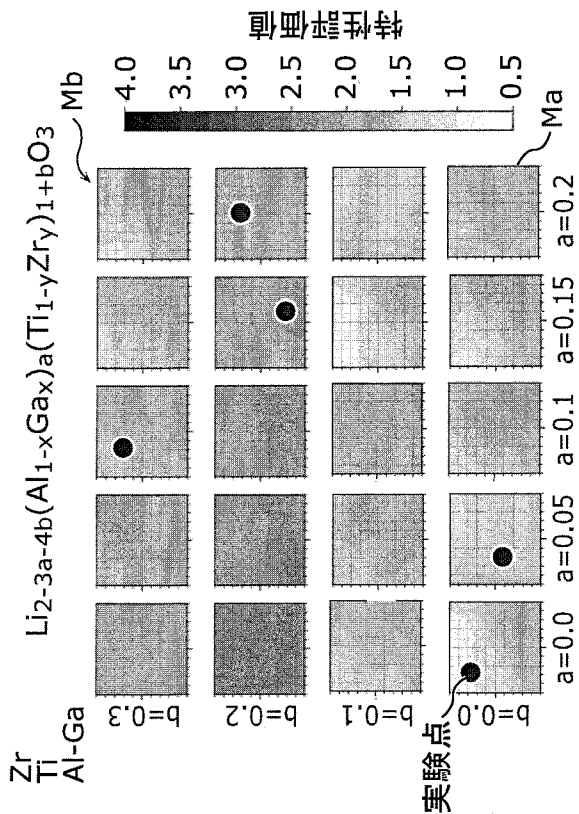 Zr
Ti
Al-Ga
Li2-3a-4b(Al1-xGax)a(Ti1-yZry)1+bO3
Mb
b=0.3
b=0.2
b=0.1
b=0.0
a=0.0
a=0.05
a=0.1
a=0.15
a=0.2
Ma
実験点
4.0
3.5
3.0
2.5
2.0
1.5
1.0
0.5
特性評価値